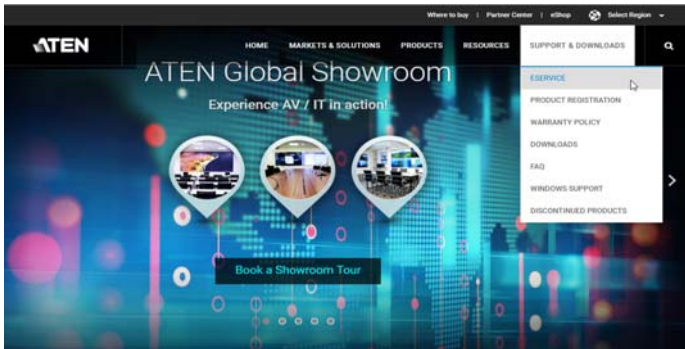 Where to buy | Partner Center | eShop Select Region
ATEN HOME MARKETS & SOLUTIONS PRODUCTS RESOURCES SUPPORT & DOWNLOADS
ATEN Global Showroom
Experience AV / IT in action!
Book a Showroom Tour
ESERVICE
PRODUCT REGISTRATION
WARRANTY POLICY
DOWNLOADS
FAQ
WINDOWS SUPPORT
DISCONTINUED PRODUCTS